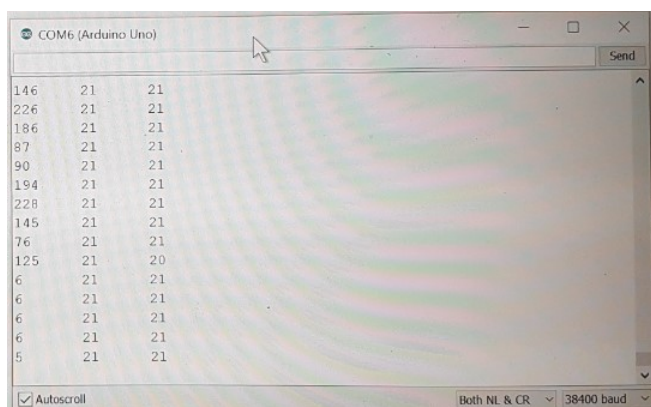 COM6 (Arduino Uno)
Send
146 21 21
226 21 21
186 21 21
87 21 21
90 21 21
194 21 21
228 21 21
145 21 21
76 21 21
125 21 20
6 21 21
6 21 21
6 21 21
6 21 21
5 21 21
Autoscroll Both NL & CR 38400 baud